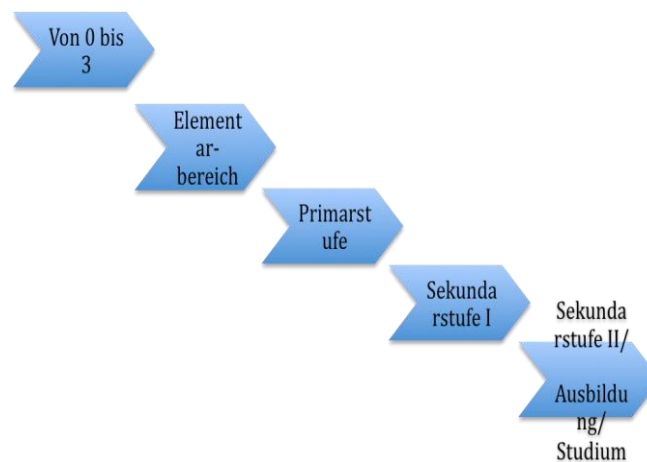 Von 0 bis
3
Element
ar-
bereich
Primarst
ufe
Sekunda
rstufe I
Sekunda
rstufe II/
Ausbildu
ng/
Studium